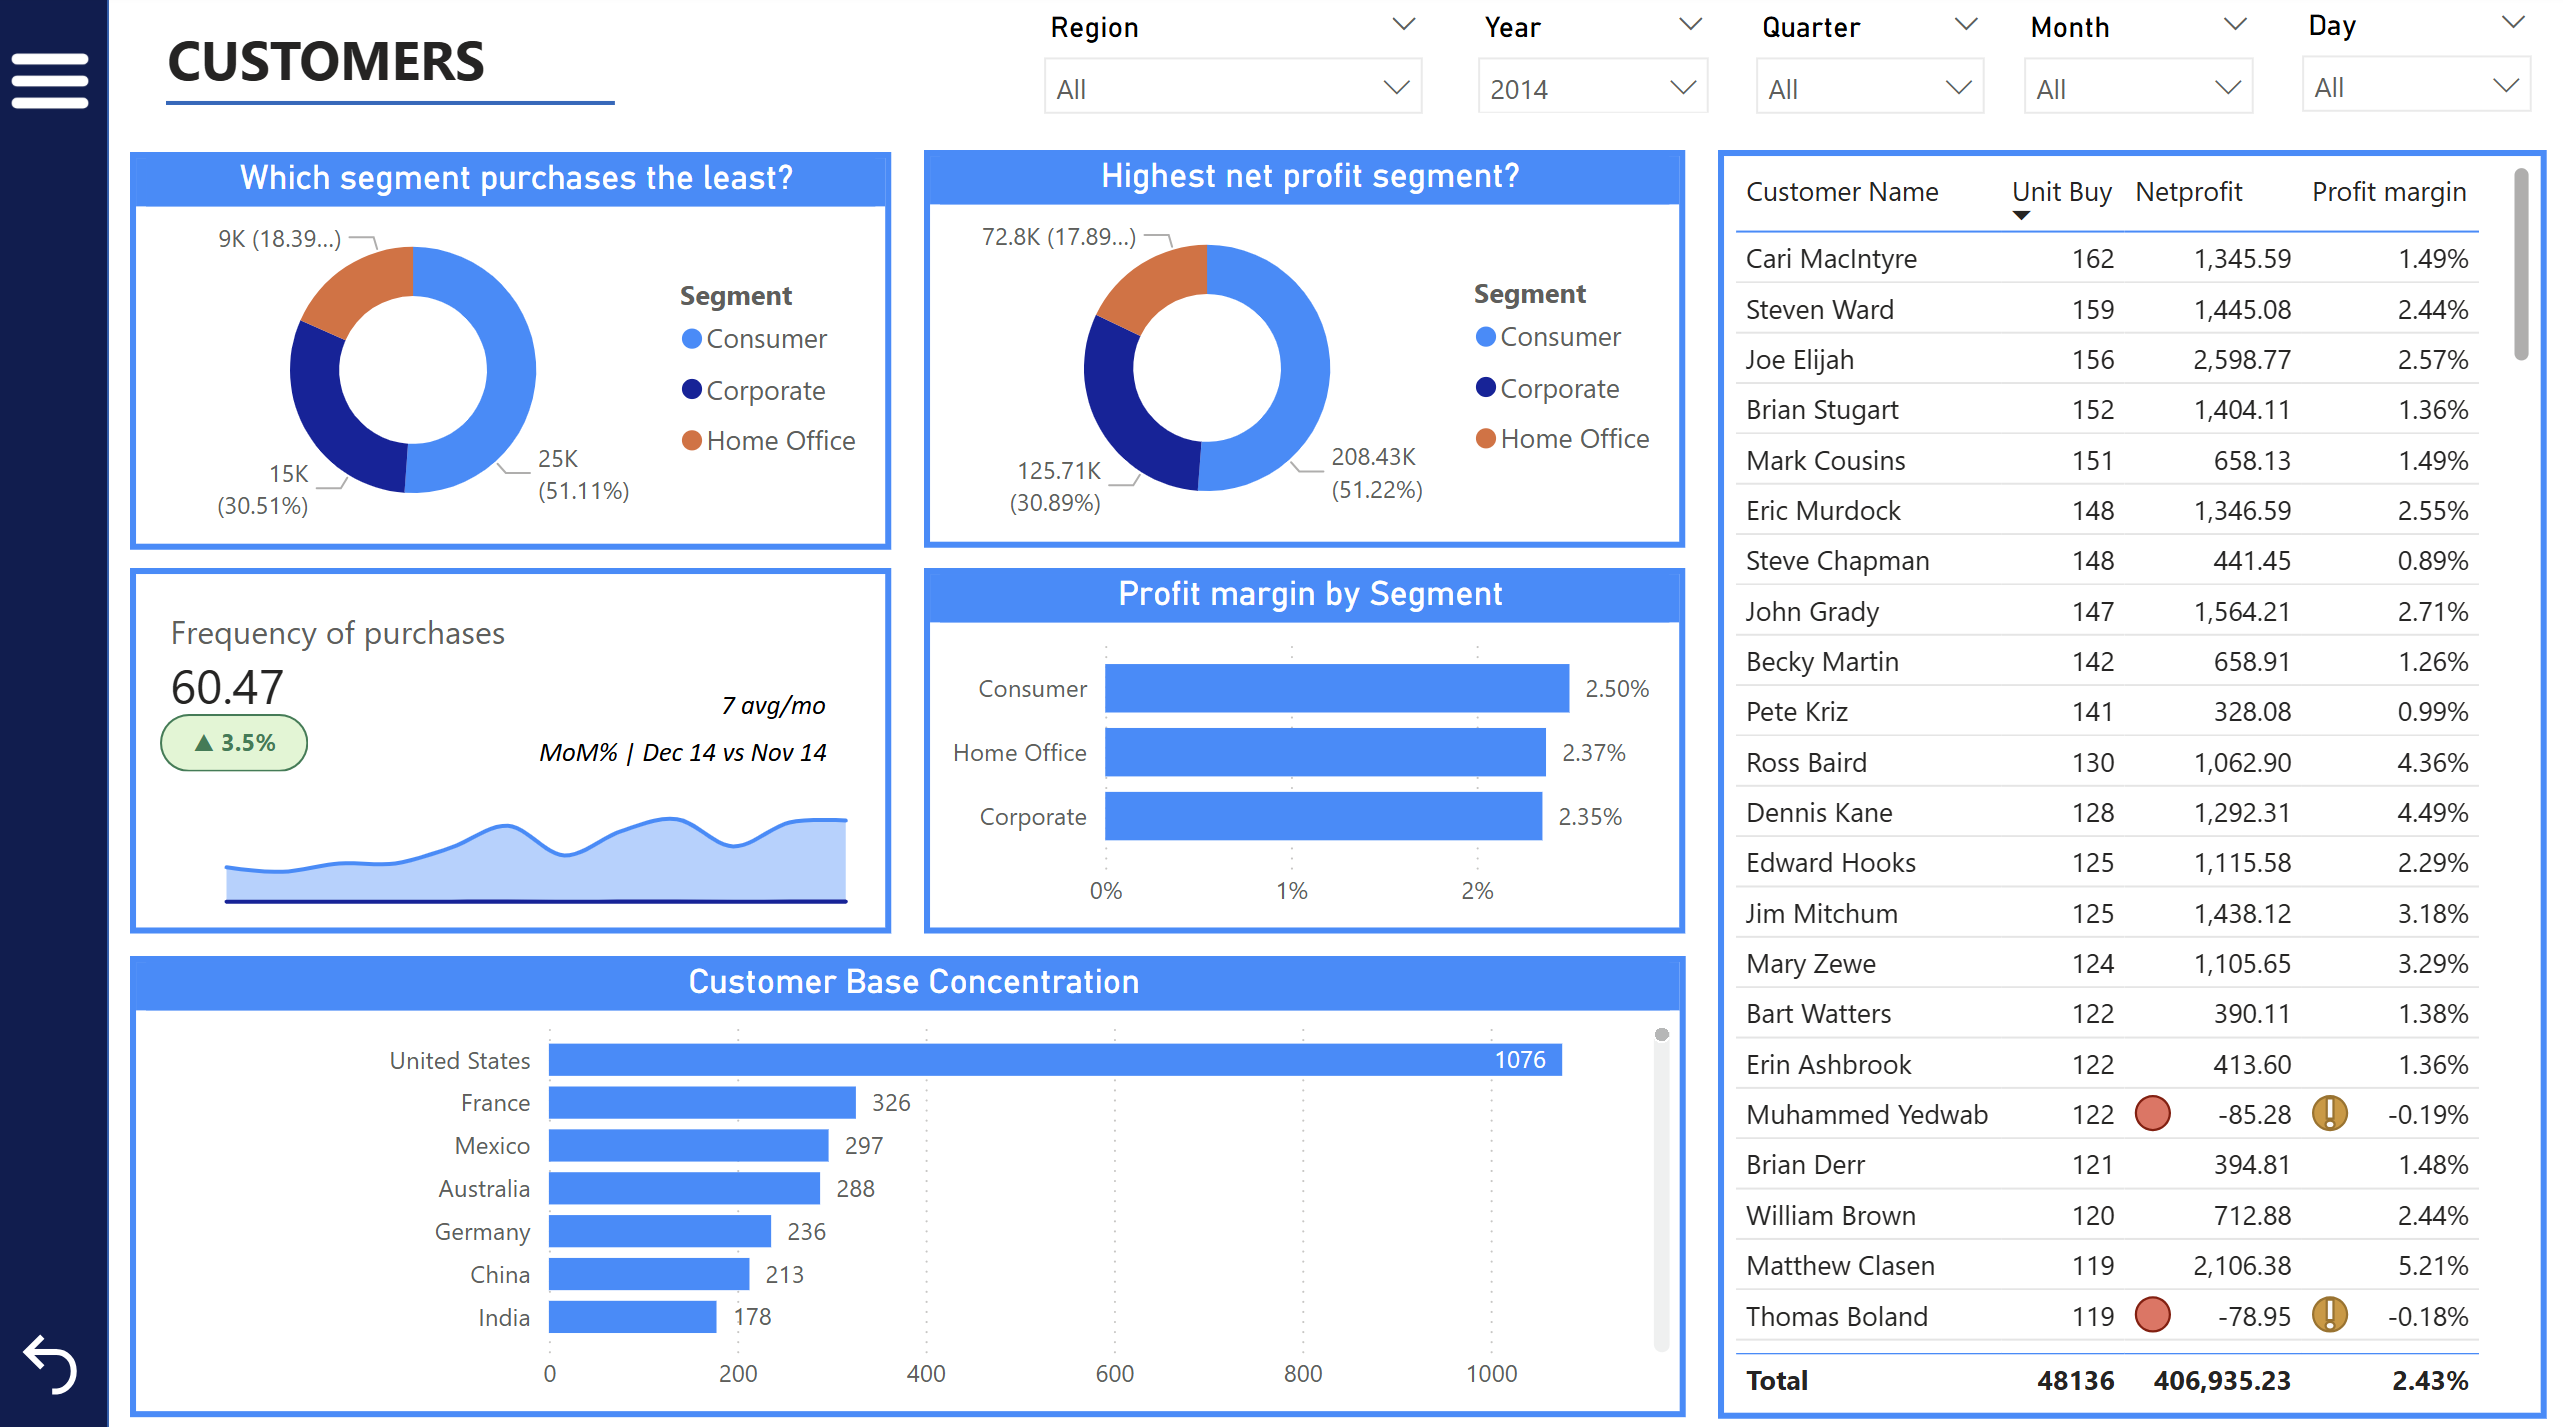 CUSTOMERS
Region
Year
Quarter
Month
Day
All
2014
All
All
All
Which segment purchases the least?
9K (18.39...)
15K
(30.51%)
25K
(51.11%)
Segment
Consumer
Corporate
Home Office
Highest net profit segment?
72.8K (17.89...)
125.71K
(30.89%)
208.43K
(51.22%)
Segment
Consumer
Corporate
Home Office
Frequency of purchases
60.47
▲ 3.5%
7 avg/mo
MoM% | Dec 14 vs Nov 14
Profit margin by Segment
Consumer 2.50%
Home Office 2.37%
Corporate 2.35%
0% 1% 2%
Customer Base Concentration
United States 1076
France 326
Mexico 297
Australia 288
Germany 236
China 213
India 178
0 200 400 600 800 1000
Customer Name Unit Buy Netprofit Profit margin
Cari MacIntyre 162 1,345.59 1.49%
Steven Ward 159 1,445.08 2.44%
Joe Elijah 156 2,598.77 2.57%
Brian Stugart 152 1,404.11 1.36%
Mark Cousins 151 658.13 1.49%
Eric Murdock 148 1,346.59 2.55%
Steve Chapman 148 441.45 0.89%
John Grady 147 1,564.21 2.71%
Becky Martin 142 658.91 1.26%
Pete Kriz 141 328.08 0.99%
Ross Baird 130 1,062.90 4.36%
Dennis Kane 128 1,292.31 4.49%
Edward Hooks 125 1,115.58 2.29%
Jim Mitchum 125 1,438.12 3.18%
Mary Zewe 124 1,105.65 3.29%
Bart Watters 122 390.11 1.38%
Erin Ashbrook 122 413.60 1.36%
Muhammed Yedwab 122 -85.28 -0.19%
Brian Derr 121 394.81 1.48%
William Brown 120 712.88 2.44%
Matthew Clasen 119 2,106.38 5.21%
Thomas Boland 119 -78.95 -0.18%
Total 48136 406,935.23 2.43%